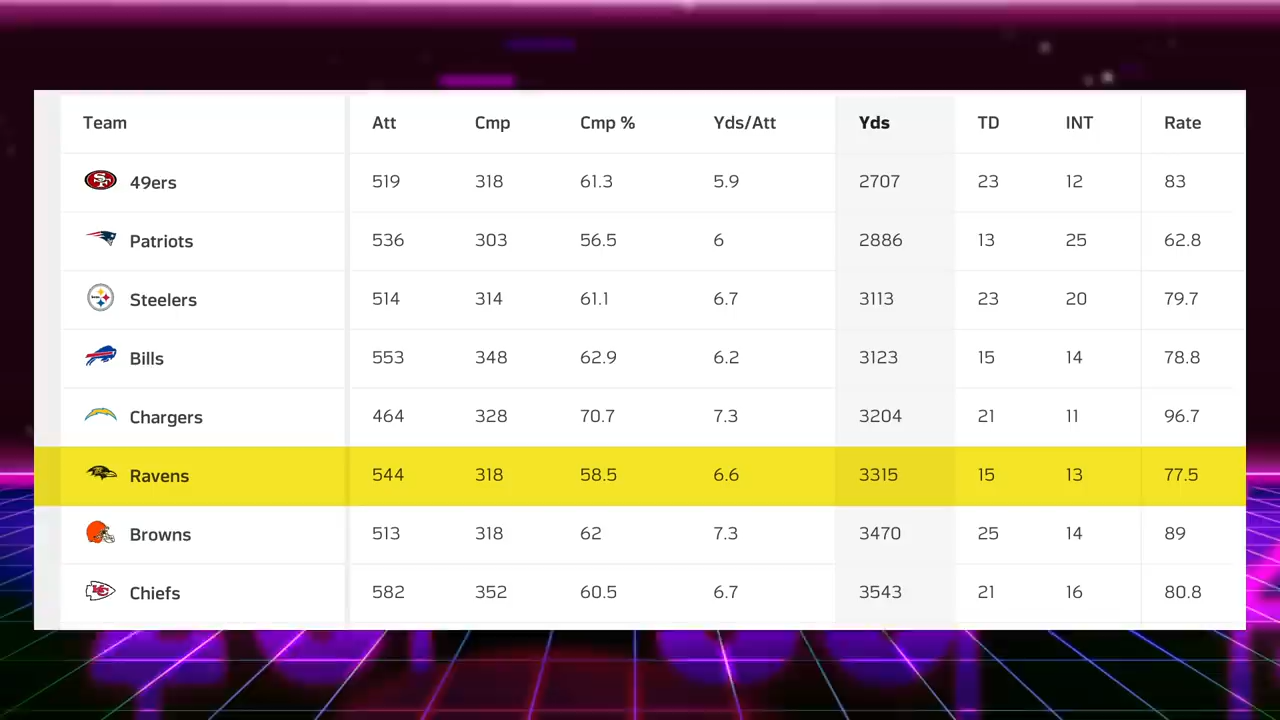 Team Att Cmp Cmp % Yds/Att Yds TD INT Rate
49ers 519 318 61.3 5.9 2707 23 12 83
Patriots 536 303 56.5 6 2886 13 25 62.8
Steelers 514 314 61.1 6.7 3113 23 20 79.7
Bills 553 348 62.9 6.2 3123 15 14 78.8
Chargers 464 328 70.7 7.3 3204 21 11 96.7
Ravens 544 318 58.5 6.6 3315 15 13 77.5
Browns 513 318 62 7.3 3470 25 14 89
Chiefs 582 352 60.5 6.7 3543 21 16 80.8